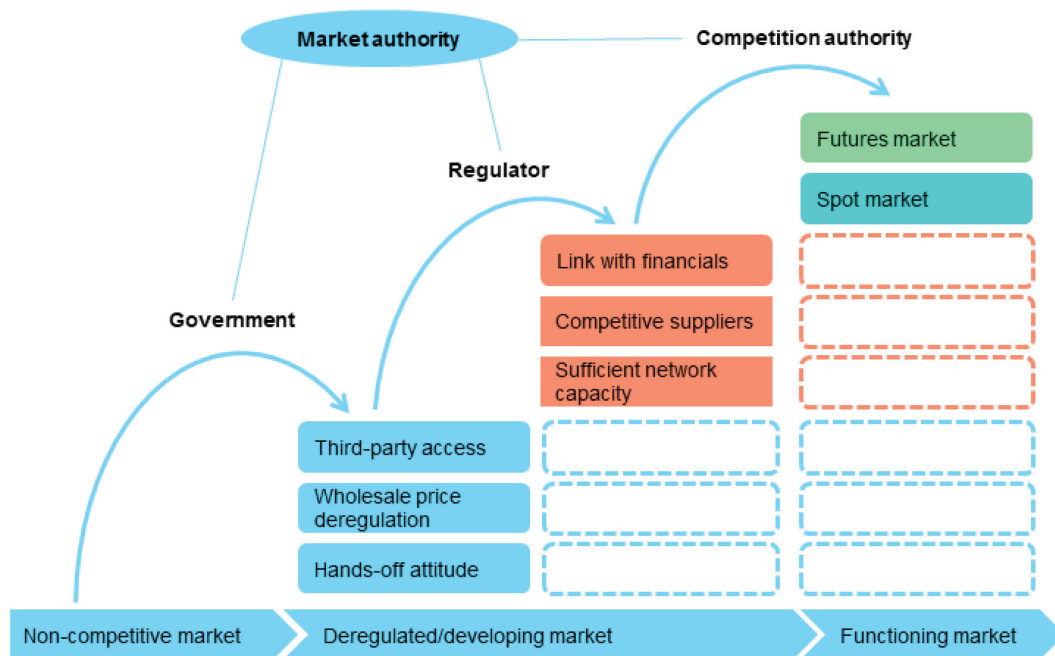 Market authority
Competition authority
Futures market
Regulator
Spot market
Link with financials
Government
Competitive suppliers
Sufficient network
capacity
Third-party access
Wholesale price
deregulation
Hands-off attitude
Non-competitive market
Deregulated/developing market
Functioning market